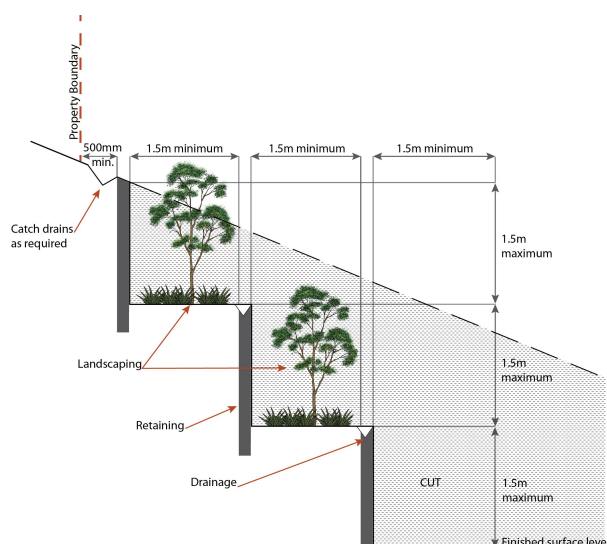 Property Boundary
500mm
min.
1.5m minimum
1.5m minimum
1.5m minimum
Catch drains
as required
1.5m
maximum
Landscaping
1.5m
maximum
Retaining
Drainage
CUT
1.5m
maximum
Finished surface leve